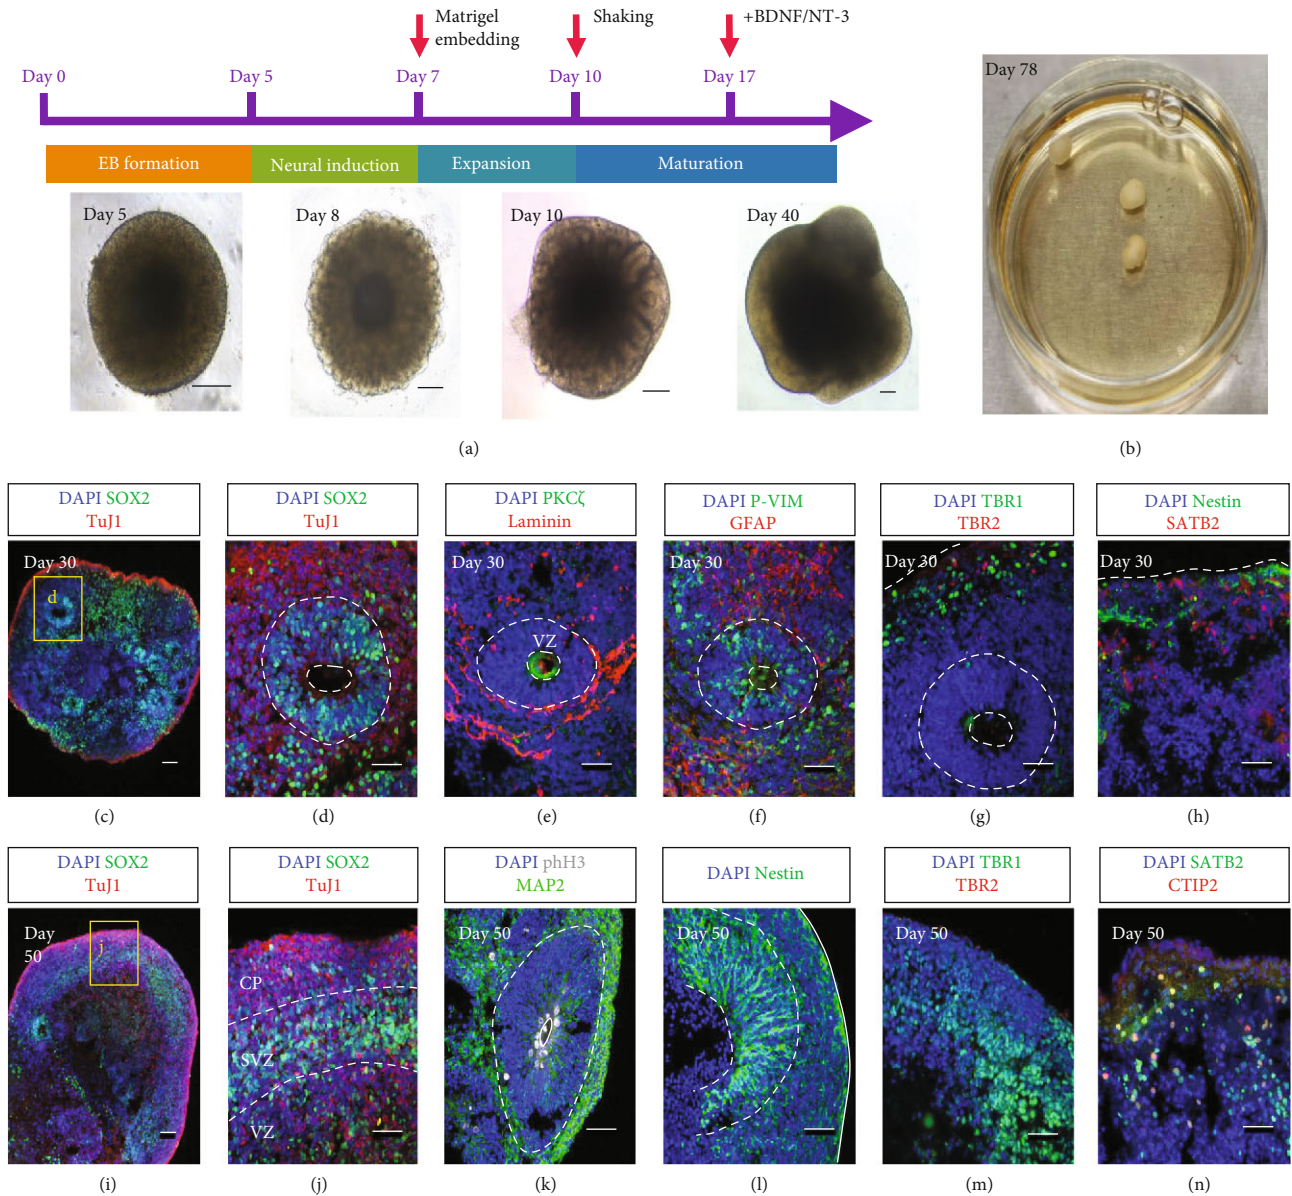 Matrigel
embedding
Shaking
+BDNF/NT-3
Day 0
Day 5
Day 7
Day 10
Day 17
EB formation
Neural induction
Expansion
Maturation
Day 5
Day 8
Day 10
Day 40
Day 78
(a)
(b)
DAPI SOX2
TuJ1
DAPI SOX2
TuJ1
DAPI PKCζ
Laminin
DAPI P-VIM
GFAP
DAPI TBR1
TBR2
DAPI Nestin
SATB2
Day 30
d
Day 30
VZ
Day 30
Day 30
Day 30
(c)
(d)
(e)
(f)
(g)
(h)
DAPI SOX2
TuJ1
DAPI SOX2
TuJ1
DAPI phH3
MAP2
DAPI Nestin
DAPI TBR1
TBR2
DAPI SATB2
CTIP2
Day
50
j
CP
SVZ
VZ
Day 50
Day 50
Day 50
Day 50
(i)
(j)
(k)
(l)
(m)
(n)